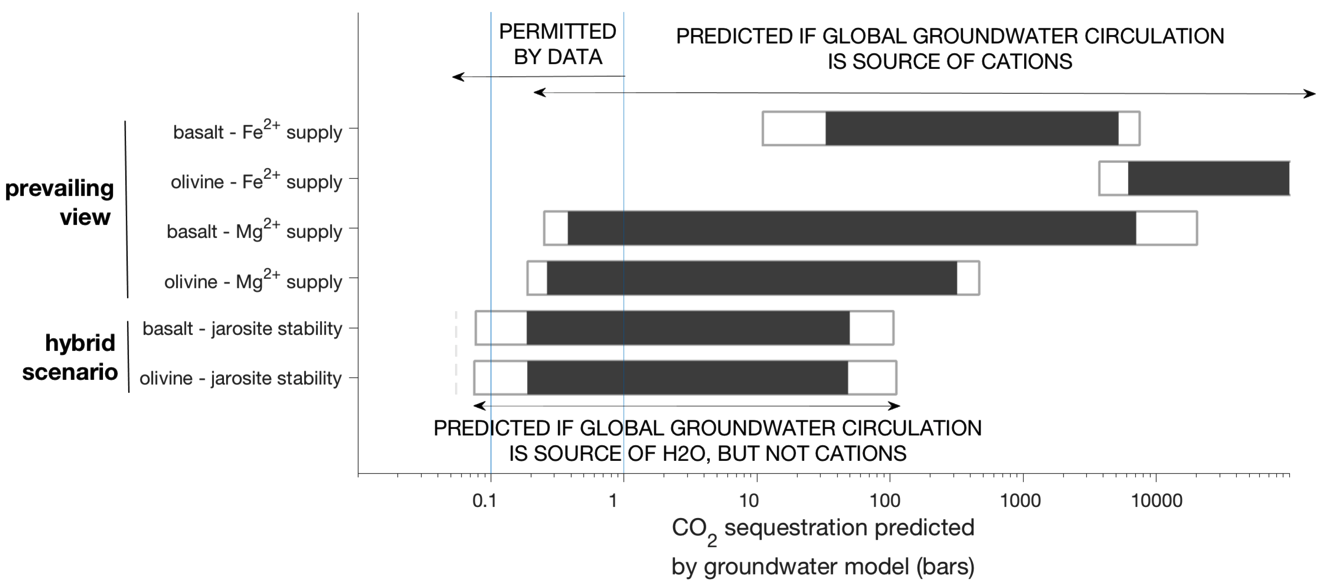 PERMITTED
BY DATA
PREDICTED IF GLOBAL GROUNDWATER CIRCULATION
IS SOURCE OF CATIONS
prevailing
view
basalt - Fe2+ supply
olivine - Fe2+ supply
basalt - Mg2+ supply
olivine - Mg2+ supply
hybrid
scenario
basalt - jarosite stability
olivine - jarosite stability
PREDICTED IF GLOBAL GROUNDWATER CIRCULATION
IS SOURCE OF H2O, BUT NOT CATIONS
0.1 1 10 100 1000 10000
CO2 sequestration predicted
by groundwater model (bars)